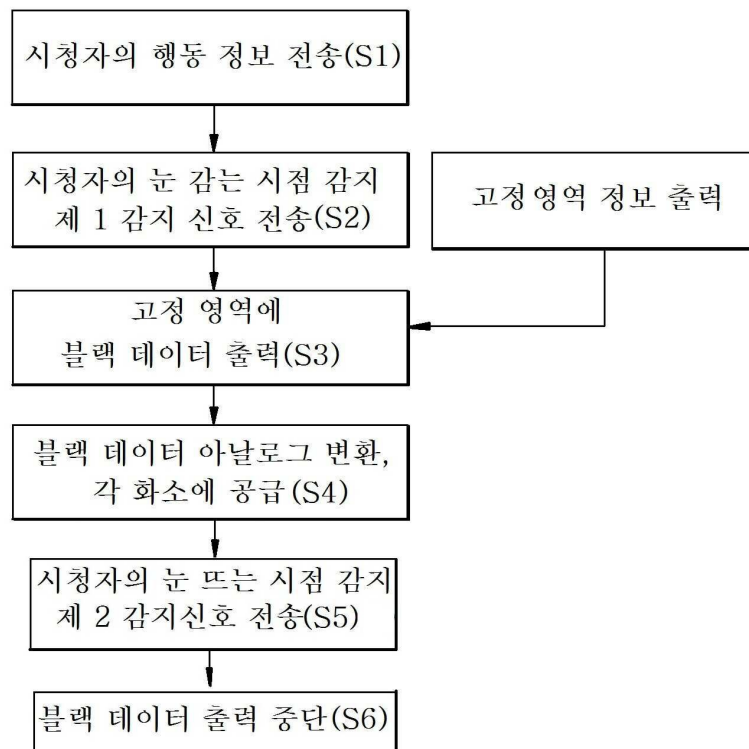 시청자의 행동 정보 전송(S1)
시청자의 눈 감는 시점 감지
제 1 감지 신호 전송(S2)
고정영역 정보 출력
고정 영역에
블랙 데이터 출력(S3)
블랙 데이터 아날로그 변환,
각 화소에 공급(S4)
시청자의 눈 뜨는 시점 감지
제 2 감지신호 전송(S5)
블랙 데이터 출력 중단(S6)